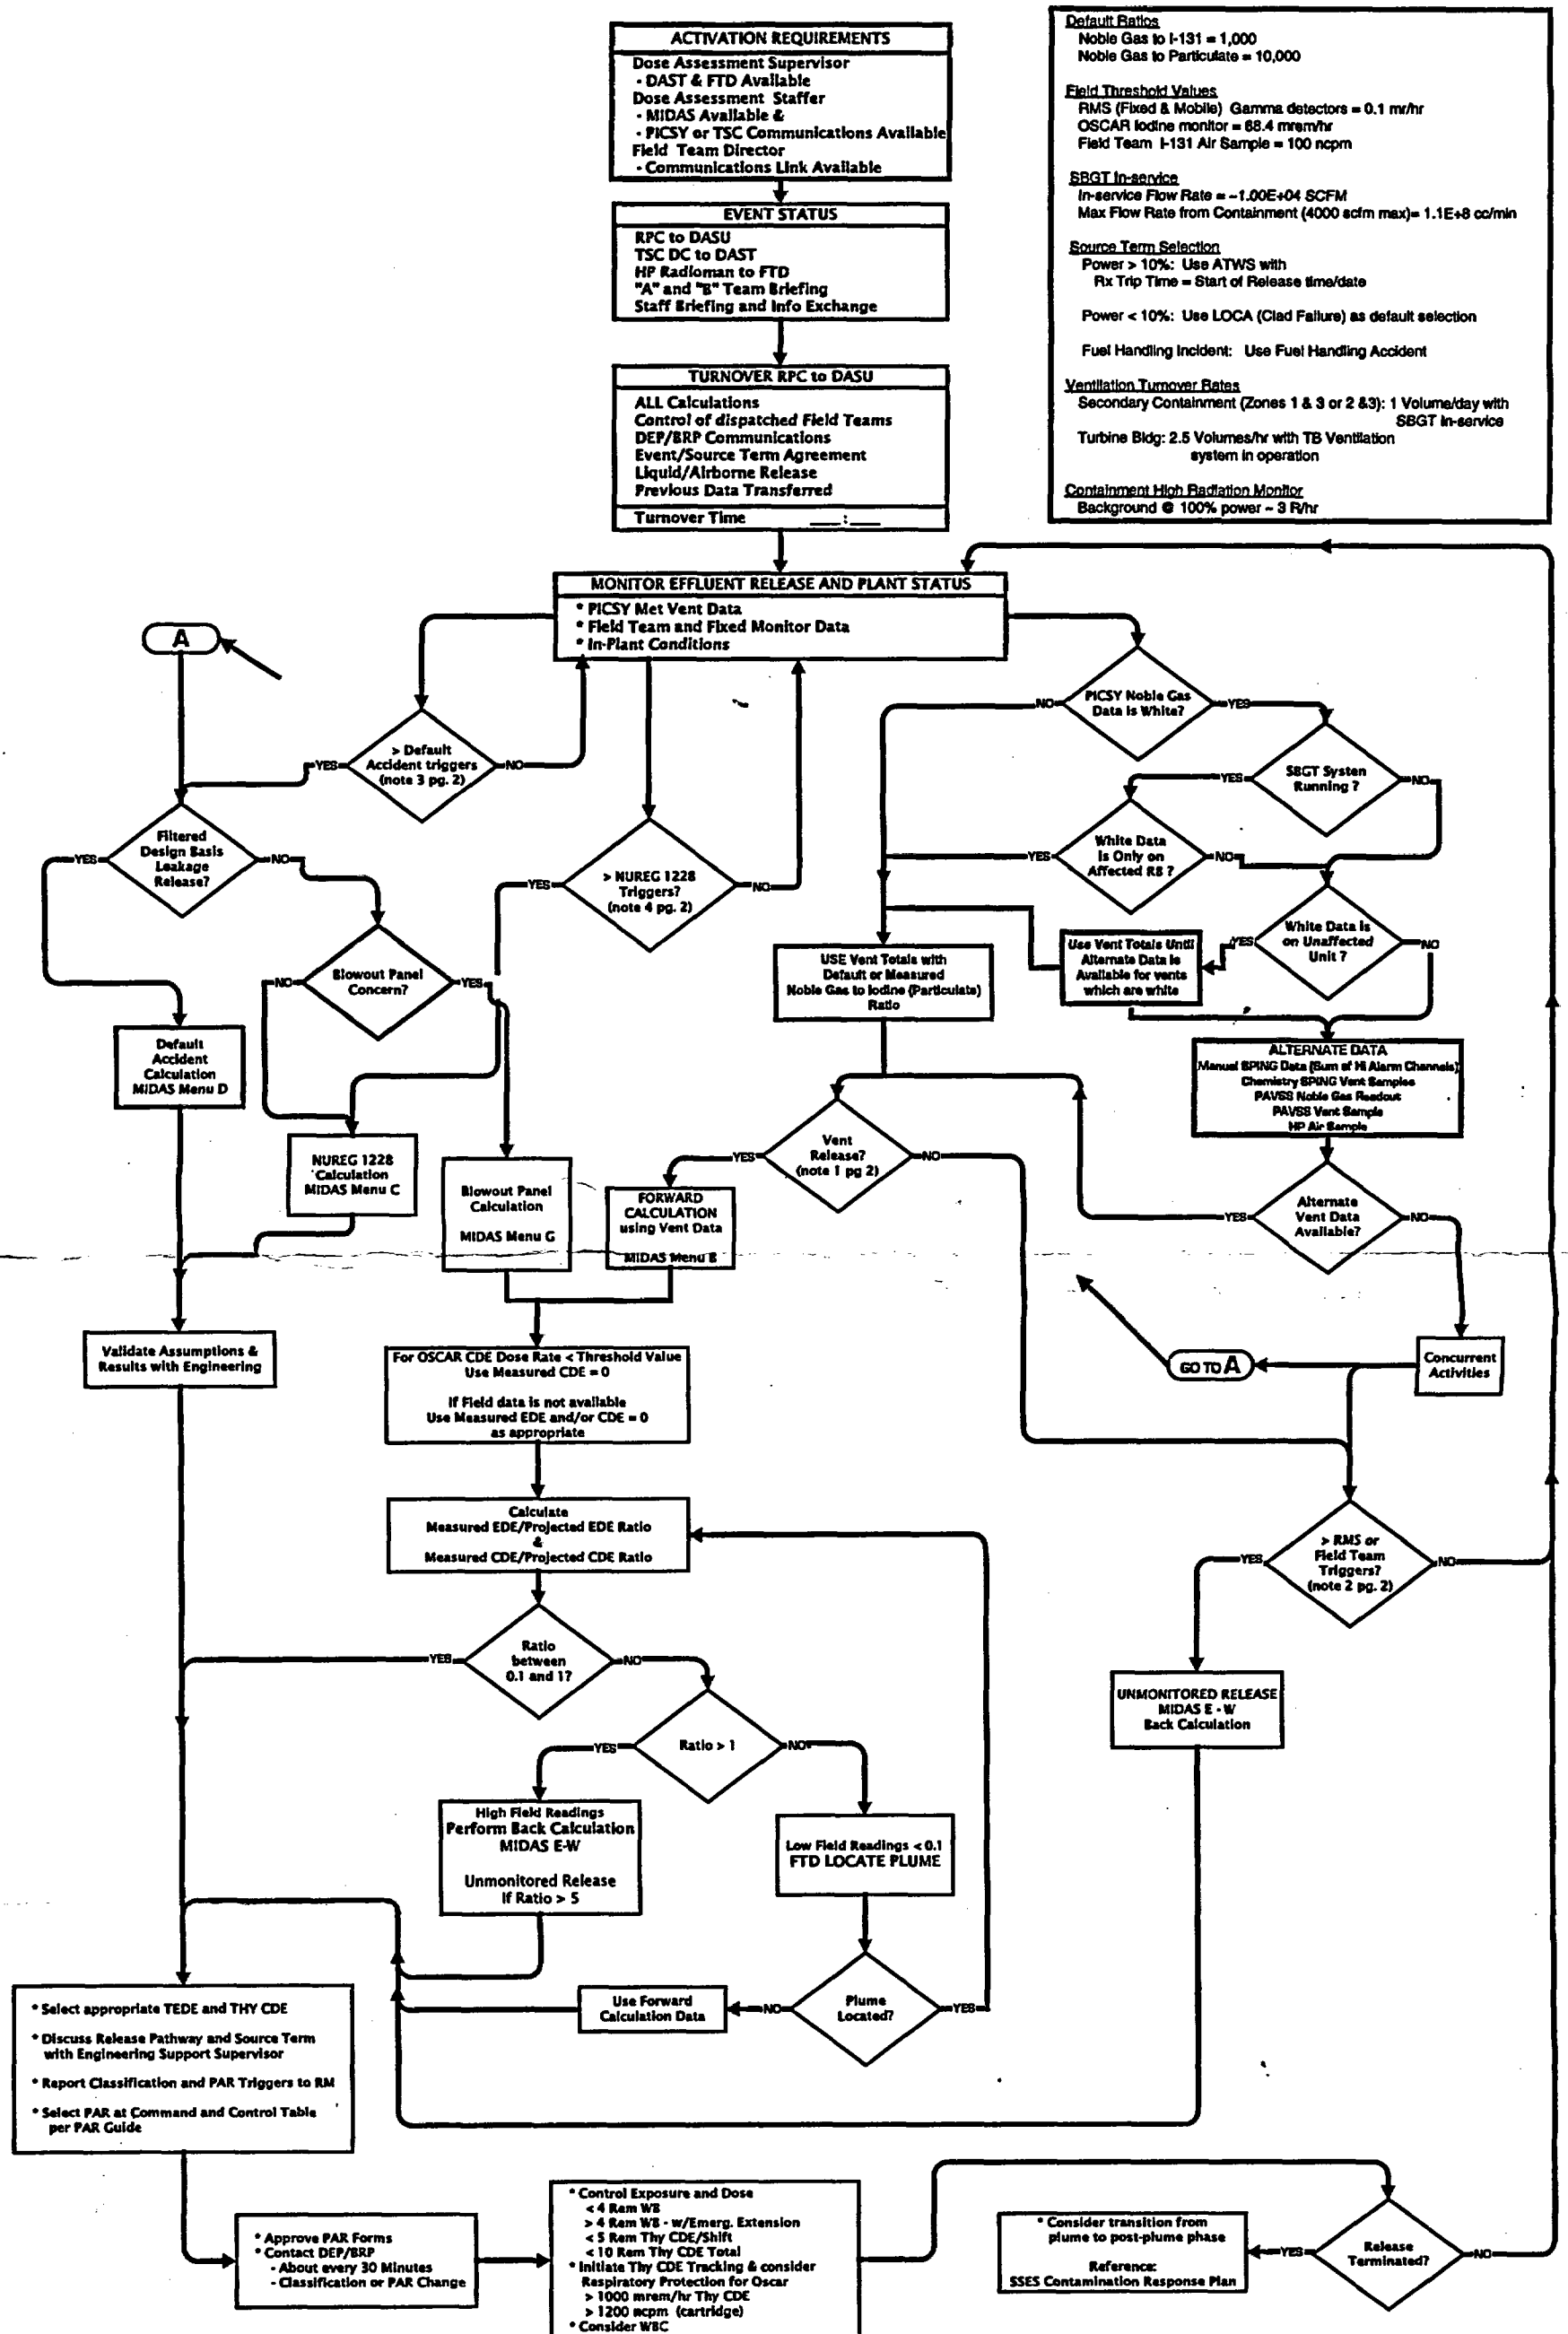 ACTIVATION REQUIREMENTS
Dose Assessment Supervisor
- DAST & FTD Available
Dose Assessment Staffer
- MIDAS Available &
- PICSY or TSC Communications Available
Field Team Director
- Communications Link Available
EVENT STATUS
RPC to DASU
TSC DC to DAST
HP Radioman to FTD
"A" and "B" Team Briefing
Staff Briefing and Info Exchange
TURNOVER RPC to DASU
ALL Calculations
Control of dispatched Field Teams
DEP/BRP Communications
Event/Source Term Agreement
Liquid/Airborne Release
Previous Data Transferred
Turnover Time ___:___
Default Ratios
Noble Gas to I-131 = 1,000
Noble Gas to Particulate = 10,000
Field Threshold Values
RMS (Fixed & Mobile) Gamma detectors = 0.1 mr/hr
OSCAR Iodine monitor = 68.4 mrem/hr
Field Team I-131 Air Sample = 100 ncpm
SBGT In-service
In-service Flow Rate = ~1.00E+04 SCFM
Max Flow Rate from Containment (4000 scfm max)= 1.1E+8 cc/min
Source Term Selection
Power > 10%: Use ATWS with
Rx Trip Time = Start of Release time/date
Power < 10%: Use LOCA (Clad Failure) as default selection
Fuel Handling Incident: Use Fuel Handling Accident
Ventilation Turnover Rates
Secondary Containment (Zones 1 & 3 or 2 &3): 1 Volume/day with
SBGT In-service
Turbine Bldg: 2.5 Volumes/hr with TB Ventilation
system in operation
Containment High Radiation Monitor
Background @ 100% power ~ 3 R/hr
MONITOR EFFLUENT RELEASE AND PLANT STATUS
* PICSY Met Vent Data
* Field Team and Fixed Monitor Data
* In-Plant Conditions
A
> Default
Accident triggers
(note 3 pg. 2)
YES
NO
Filtered
Design Basis
Leakage
Release?
YES
NO
> NUREG 1228
Triggers?
(note 4 pg. 2)
YES
NO
Blowout Panel
Concern?
NO
YES
PICSY Noble Gas
Data is White?
NO
YES
SBGT Systen
Running ?
YES
NO
White Data
is Only on
Affected RB ?
YES
NO
White Data is
on Unaffected
Unit ?
YES
NO
Use Vent Totals Until
Alternate Data is
Available for vents
which are white
USE Vent Totals with
Default or Measured
Noble Gas to Iodine (Particulate)
Ratio
ALTERNATE DATA
Manual SPING Data (Sum of Hi Alarm Channels)
Chemistry SPING Vent Samples
PAVSS Noble Gas Readout
PAVSS Vent Sample
HP Air Sample
Default
Accident
Calculation
MIDAS Menu D
NUREG 1228
Calculation
MIDAS Menu C
Blowout Panel
Calculation
MIDAS Menu G
Vent
Release?
(note 1 pg 2)
YES
NO
FORWARD
CALCULATION
using Vent Data
MIDAS Menu B
Alternate
Vent Data
Available?
YES
NO
Validate Assumptions &
Results with Engineering
For OSCAR CDE Dose Rate < Threshold Value
Use Measured CDE = 0
If Field data is not available
Use Measured EDE and/or CDE = 0
as appropriate
GO TO A
Concurrent
Activities
Calculate
Measured EDE/Projected EDE Ratio
&
Measured CDE/Projected CDE Ratio
> RMS or
Field Team
Triggers?
(note 2 pg. 2)
YES
NO
Ratio
between
0.1 and 1?
YES
NO
Ratio > 1
YES
NO
UNMONITORED RELEASE
MIDAS E - W
Back Calculation
High Field Readings
Perform Back Calculation
MIDAS E-W
Unmonitored Release
If Ratio > 5
Low Field Readings < 0.1
FTD LOCATE PLUME
Plume
Located?
NO
YES
Use Forward
Calculation Data
* Select appropriate TEDE and THY CDE
* Discuss Release Pathway and Source Term
with Engineering Support Supervisor
* Report Classification and PAR Triggers to RM
* Select PAR at Command and Control Table
per PAR Guide
* Approve PAR Forms
* Contact DEP/BRP
- About every 30 Minutes
- Classification or PAR Change
* Control Exposure and Dose
< 4 Rem WB
> 4 Rem WB - w/Emerg. Extension
< 5 Rem Thy CDE/Shift
< 10 Rem Thy CDE Total
* Initiate Thy CDE Tracking & consider
Respiratory Protection for Oscar
> 1000 mrem/hr Thy CDE
> 1200 ncpm (cartridge)
* Consider WBC
* Consider transition from
plume to post-plume phase
Reference:
SSES Contamination Response Plan
Release
Terminated?
YES
NO